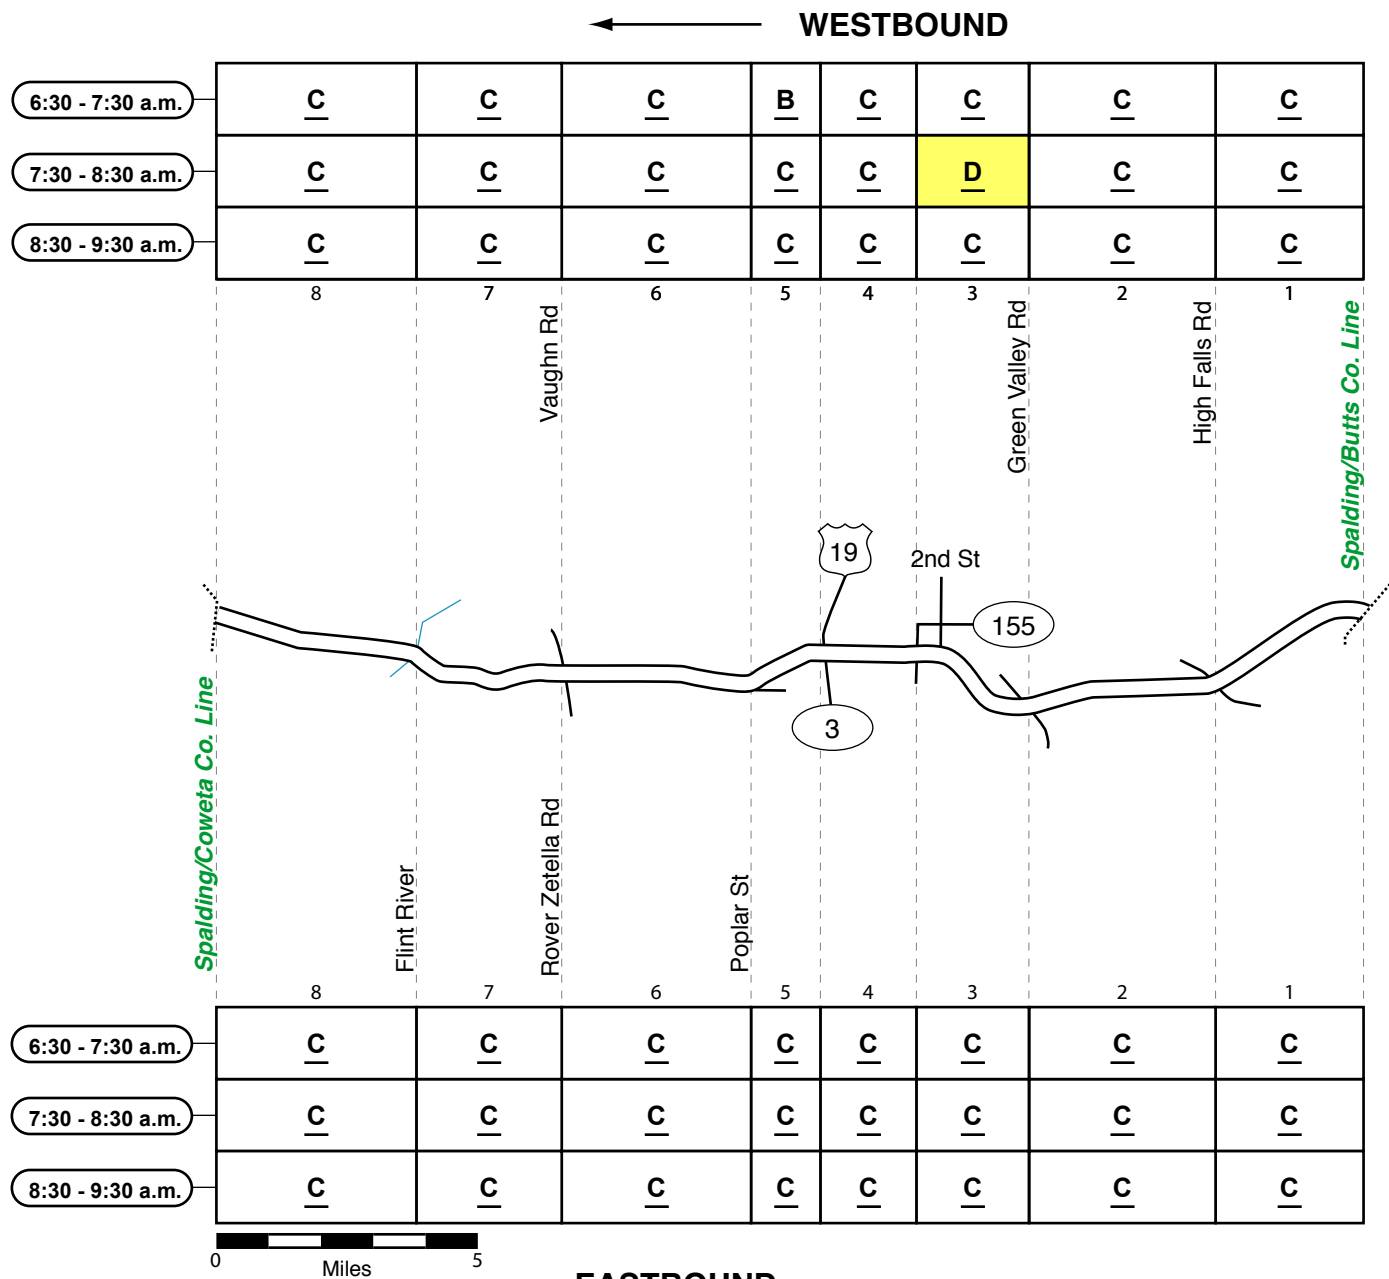 WESTBOUND
6:30 - 7:30 a.m. C C C B C C C C
7:30 - 8:30 a.m. C C C C C D C C
8:30 - 9:30 a.m. C C C C C C C C
8 7 6 5 4 3 2 1
Vaughn Rd
Green Valley Rd
High Falls Rd
Spalding/Butts Co. Line
19
2nd St
155
3
Spalding/Coweta Co. Line
Flint River
Rover Zetella Rd
Poplar St
8 7 6 5 4 3 2 1
6:30 - 7:30 a.m. C C C C C C C C
7:30 - 8:30 a.m. C C C C C C C C
8:30 - 9:30 a.m. C C C C C C C C
0 5
Miles
EASTBOUND